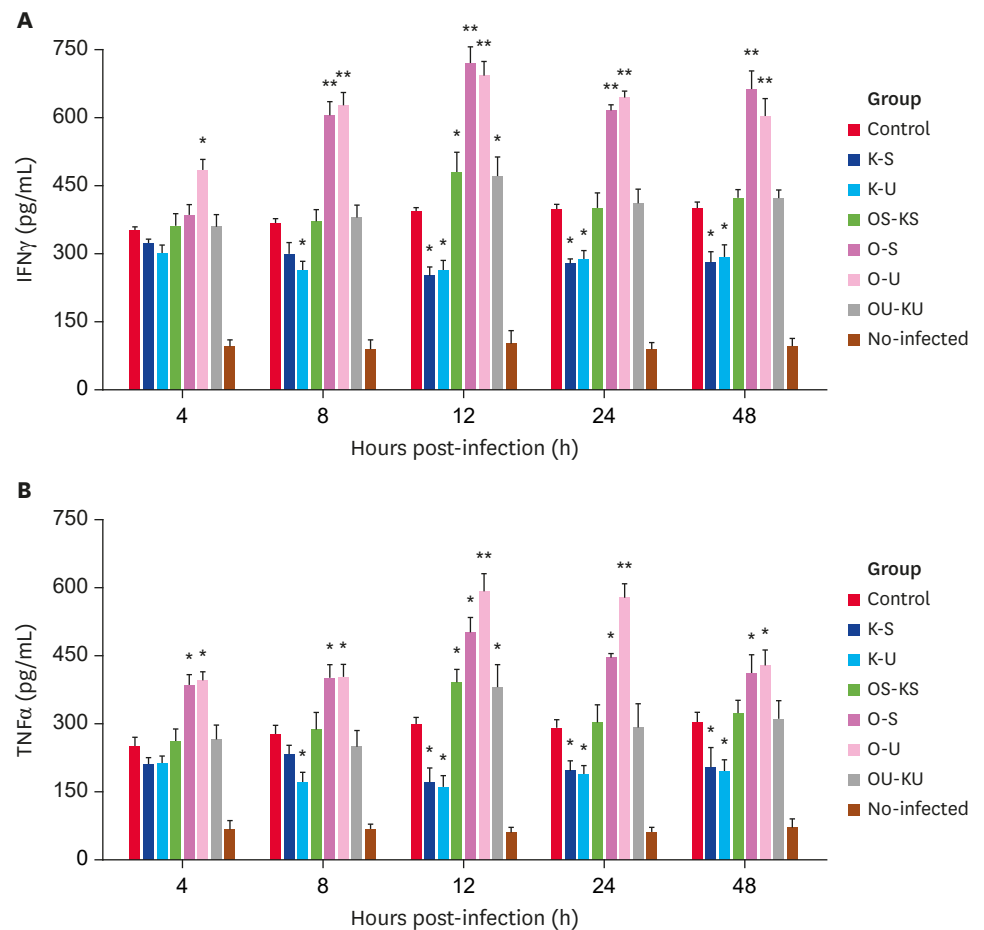 A
750
600
450
300
150
0
IFNγ (pg/mL)
* ** ** ** ** ** ** ** **
* * * * * * * * *
4 8 12 24 48
Hours post-infection (h)
Group
Control
K-S
K-U
OS-KS
O-S
O-U
OU-KU
No-infected
B
750
600
450
300
150
0
TNFα (pg/mL)
* * * * * ** * ** * *
* * * * * * * * *
4 8 12 24 48
Hours post-infection (h)
Group
Control
K-S
K-U
OS-KS
O-S
O-U
OU-KU
No-infected